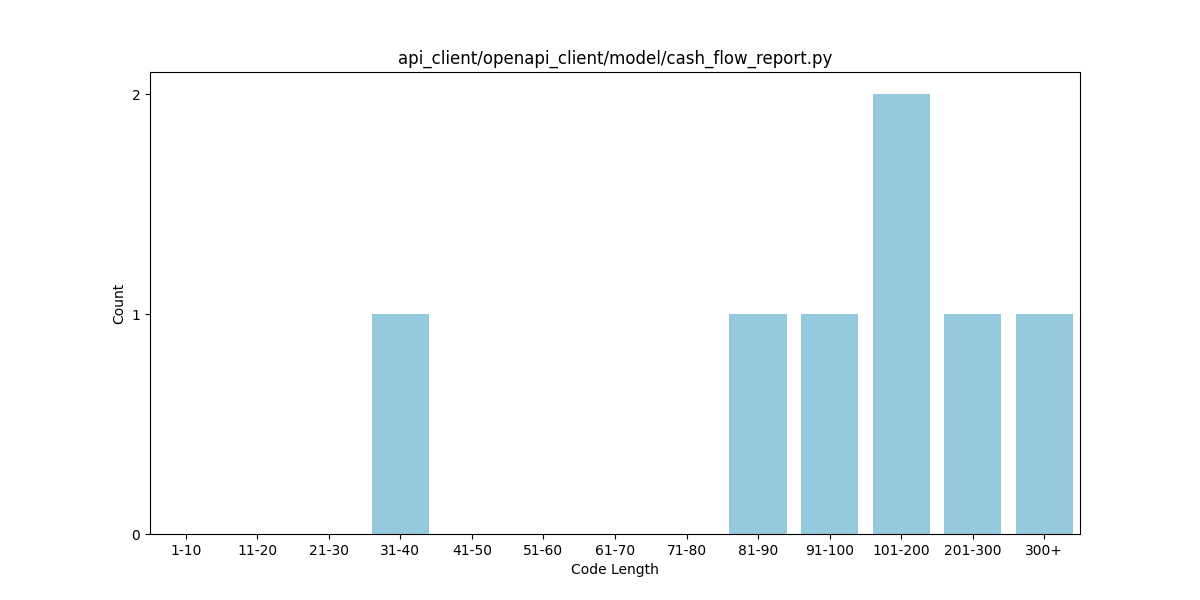 api_client/openapi_client/model/cash_flow_report.py
2
1
0
Count
1-10 11-20 21-30 31-40 41-50 51-60 61-70 71-80 81-90 91-100 101-200 201-300 300+
Code Length